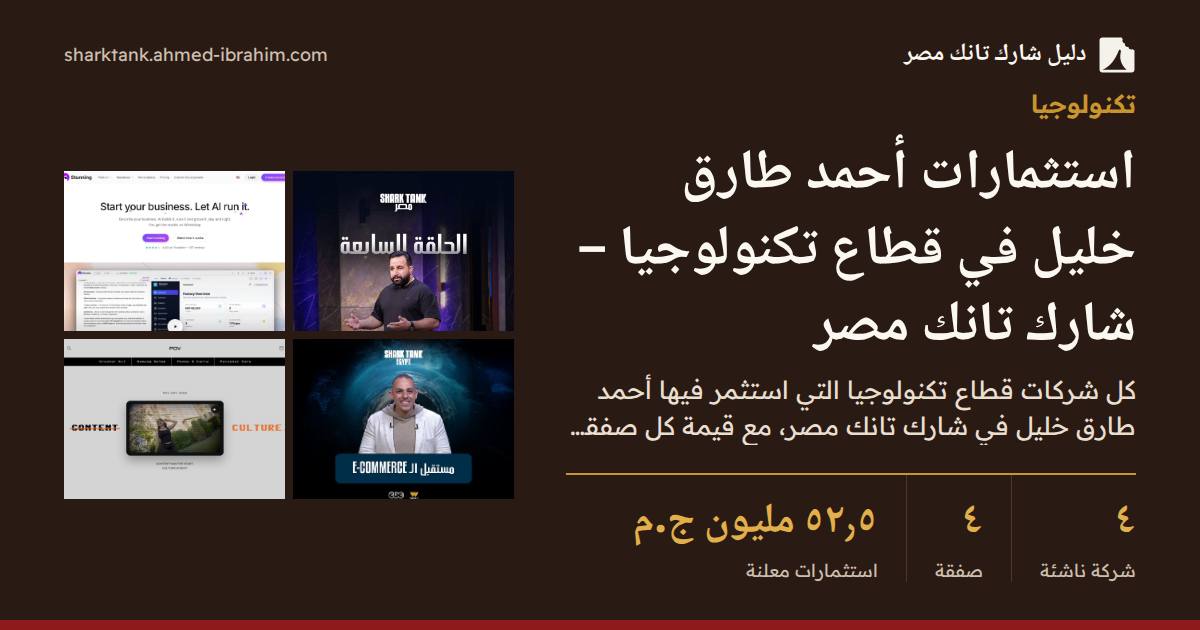 دليل شارك تانك مصر
sharktank.ahmed-ibrahim.com
تكنولوجيا
استثمارات أحمد طارق
خليل في قطاع تكنولوجيا –
شارك تانك مصر
كل شركات قطاع تكنولوجيا التي استثمر فيها أحمد
طارق خليل في شارك تانك مصر، مع قيمة كل صفقـ...
٤
شركة ناشئة
٤
صفقة
٥٢,٥ مليون ج.م
استثمارات معلنة
SHARK TANK
مصر
الحلقة السابعة
Stunning
Start your business. Let AI run it.
SHARK TANK
EGYPT
مستقبل الـ E-COMMERCE
CONTENT
CULTURE